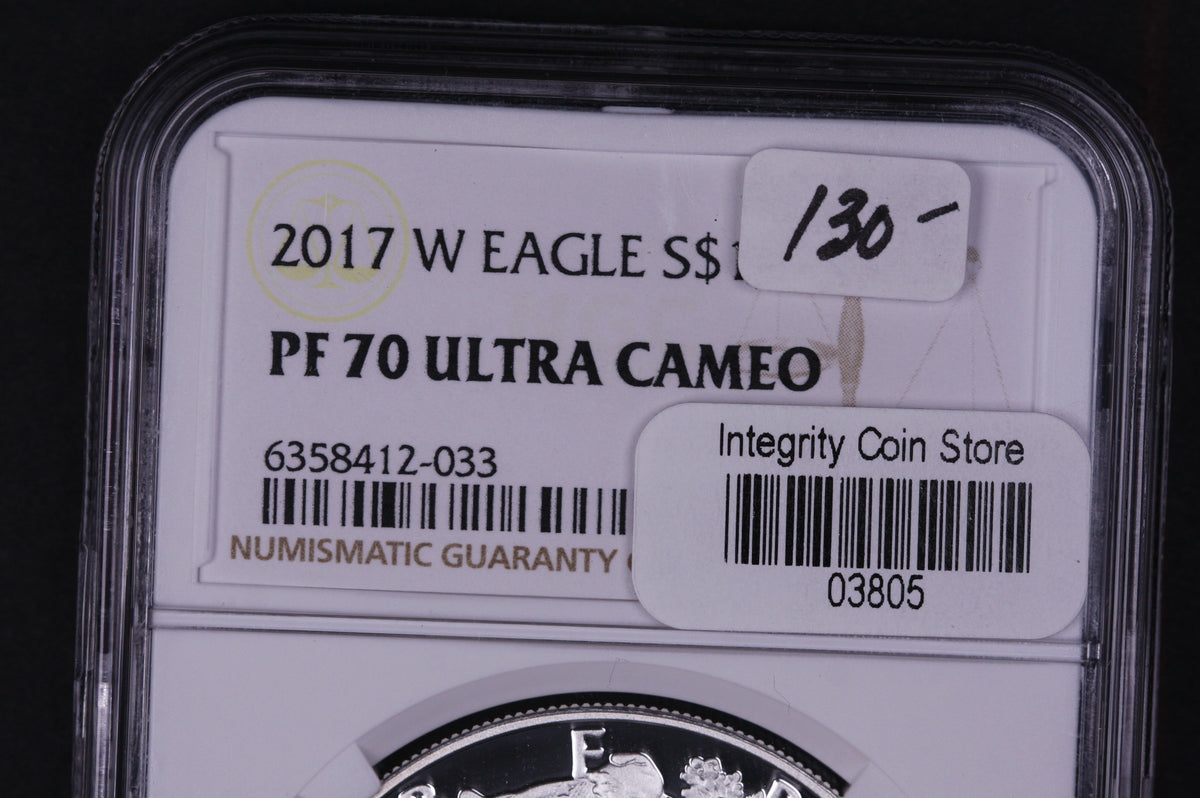 2017 W EAGLE S$1
130-
PF 70 ULTRA CAMEO
6358412-033
NUMISMATIC GUARANTY
Integrity Coin Store
03805
E